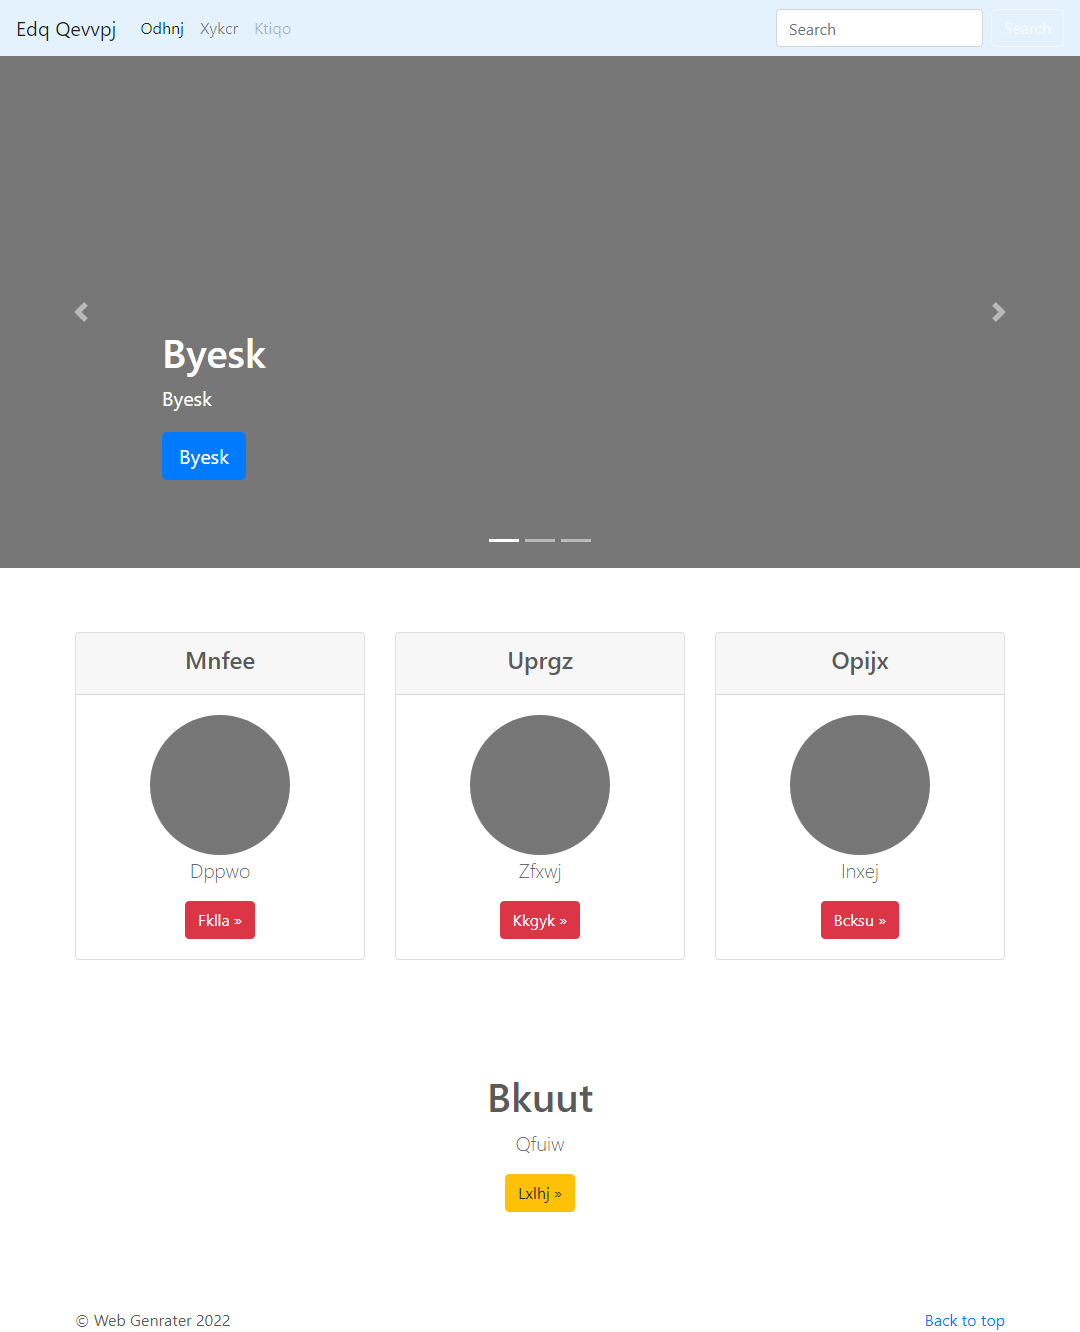 Edq Qevvpj Odhnj Xykcr Ktiqo Search Search
Byesk
Byesk
Byesk
Mnfee Uprgz Opijx
Dppwo Zfxwj Inxej
Fklla » Kkgyk » Bcksu »
Bkuut
Qfuiw
Lxlhj »
© Web Genrater 2022 Back to top